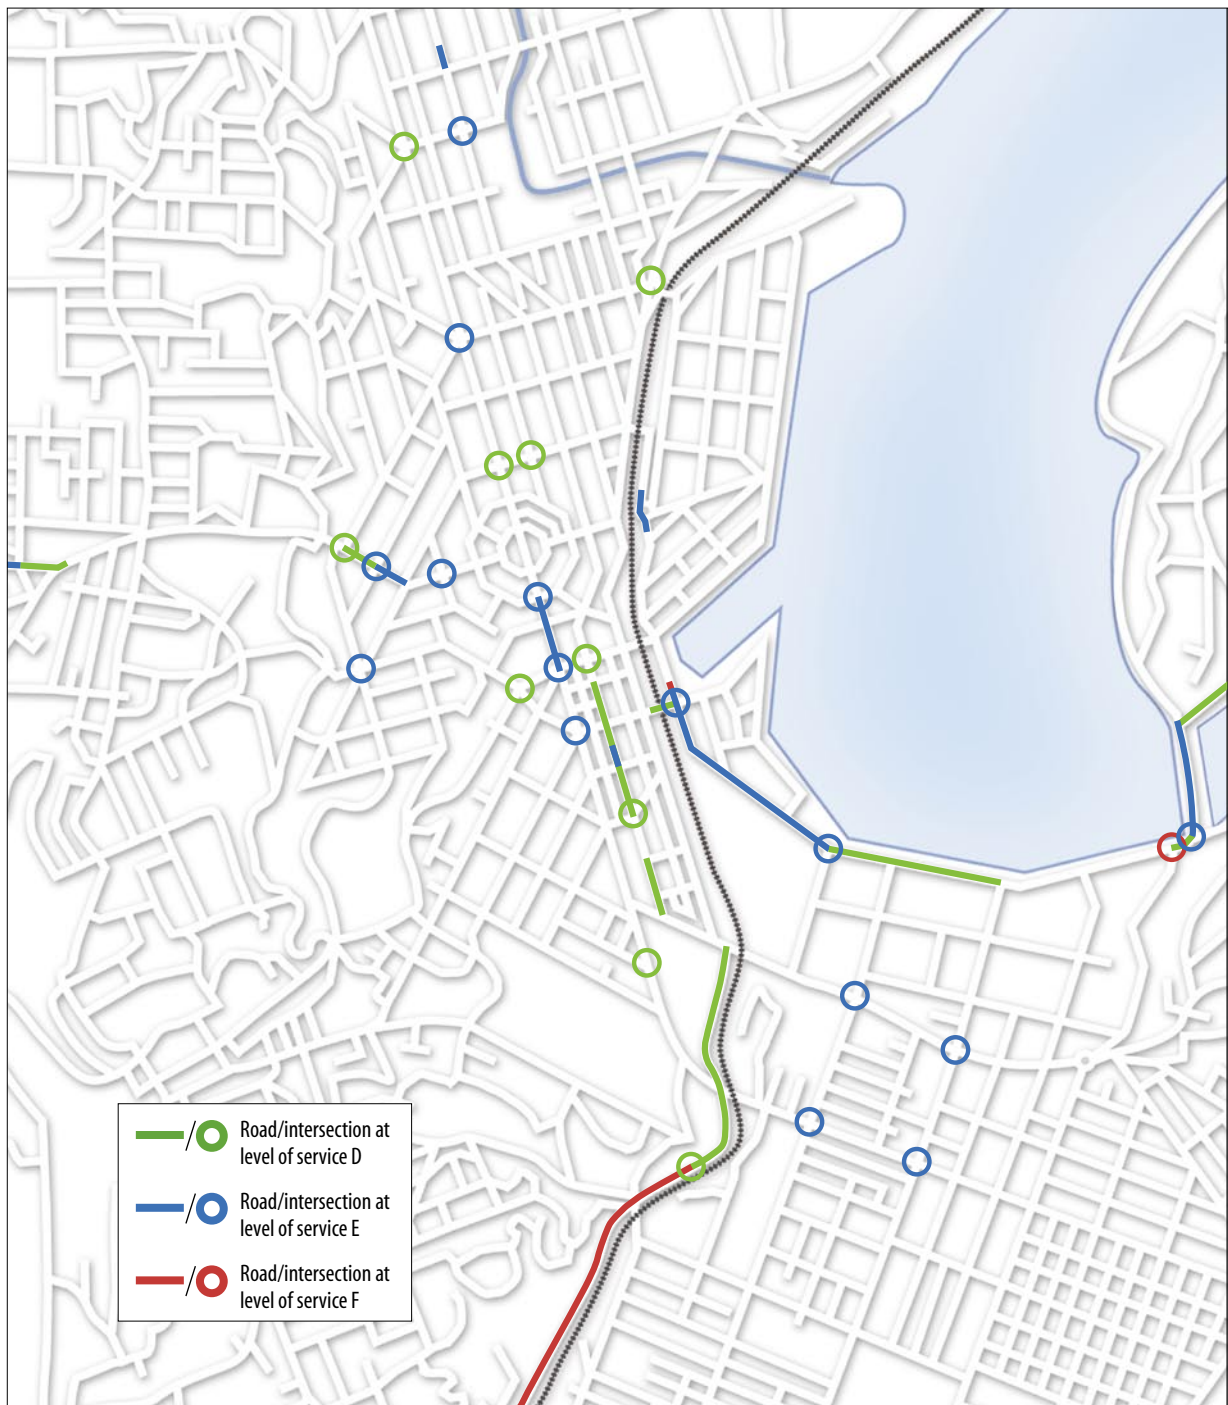 Road/intersection at
level of service D
Road/intersection at
level of service E
Road/intersection at
level of service F